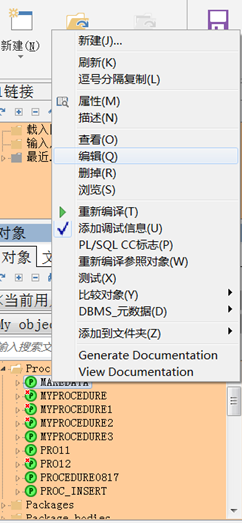 新建(N)
新建(J)...
刷新(K)
逗号分隔复制(L)
链接
属性(M)
描述(N)
载入
输入
最近
查看(O)
编辑(Q)
删掉(R)
浏览(S)
重新编译(T)
添加调试信息(U)
对象
PL/SQL CC标志(P)
对象
文
重新编译参照对象(W)
测试(X)
比较对象(Y)
<当前用
DBMS_元数据(D)
My objec
添加到文件夹(Z)
输入搜索文
Generate Documentation
View Documentation
Proc
MAKEDATA
MYPROCEDURE
MYPROCEDURE1
MYPROCEDURE2
MYPROCEDURE3
PRO11
PRO12
PROCEDURE0817
PROC_INSERT
Packages
Package bodies